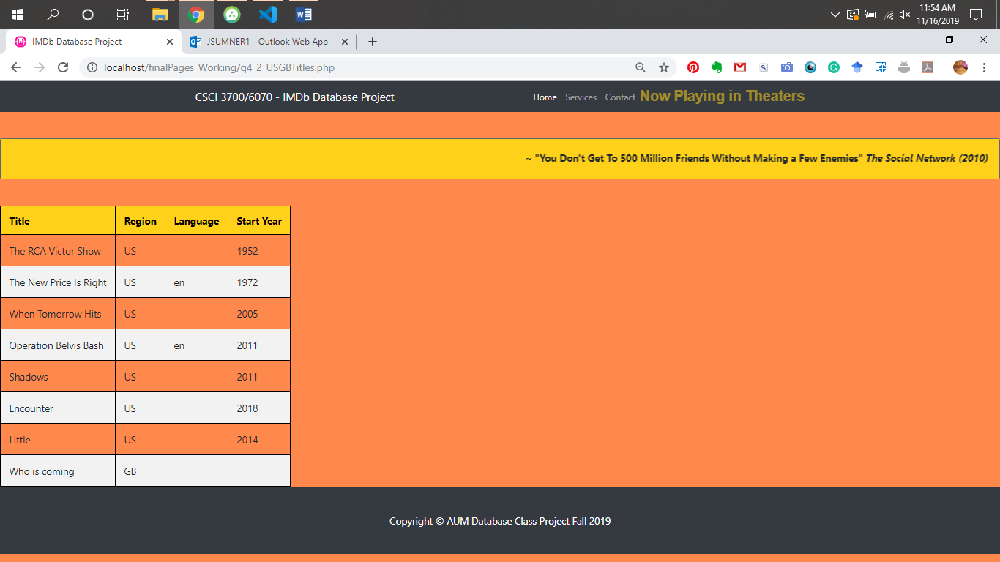 11:54 AM
11/16/2019
IMDb Database Project
JSUMNER1 - Outlook Web App
localhost/finalPages_Working/q4_2_USGBTitles.php
CSCI 3700/6070 - IMDb Database Project Home Services Contact Now Playing in Theaters
~ "You Don't Get To 500 Million Friends Without Making a Few Enemies" The Social Network (2010)
Title Region Language Start Year
The RCA Victor Show US 1952
The New Price Is Right US en 1972
When Tomorrow Hits US 2005
Operation Belvis Bash US en 2011
Shadows US 2011
Encounter US 2018
Little US 2014
Who is coming GB
Copyright © AUM Database Class Project Fall 2019